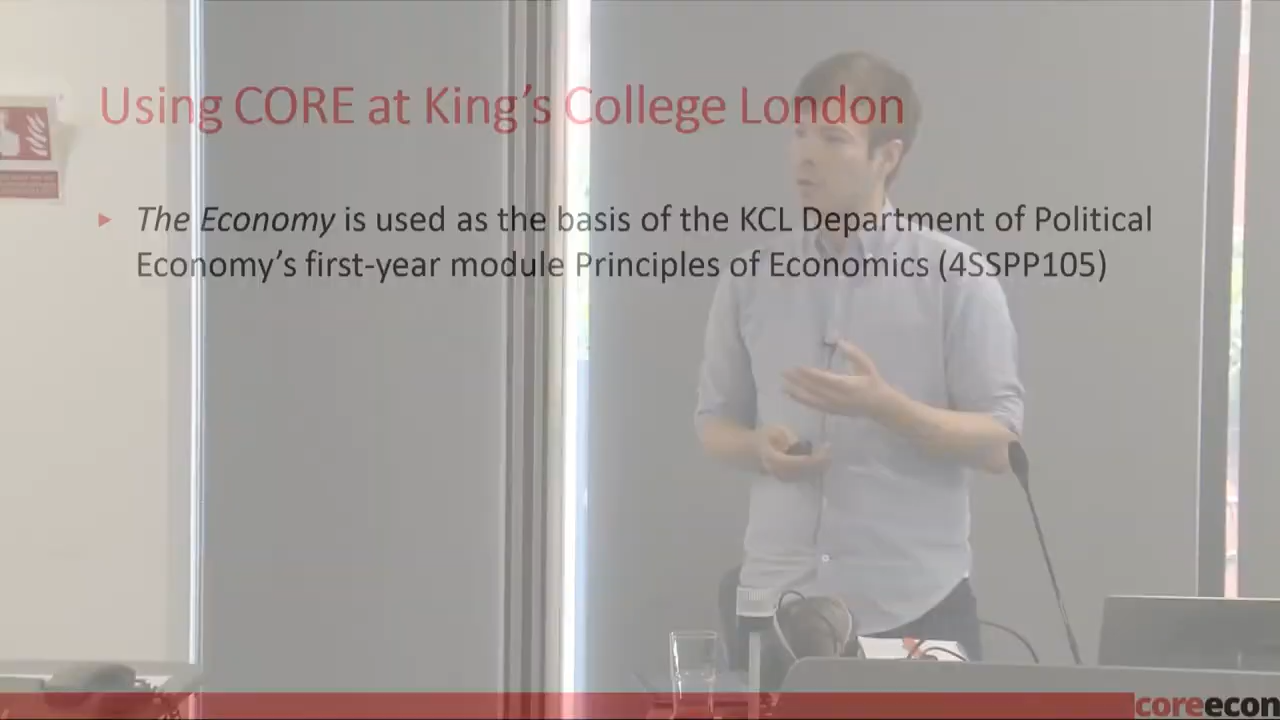 Using CORE at King's College London
▸ The Economy is used as the basis of the KCL Department of Political
Economy's first-year module Principles of Economics (4SSPP105)
coreecon